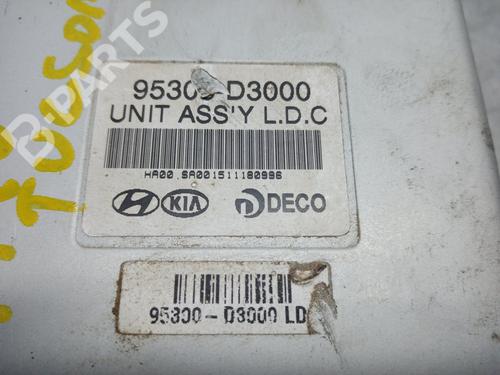 95300-D3000
UNIT ASS'Y L.D.C
HA00 .SA001511180996
KIA DECO
95300-D3000 LD
B-PARTS